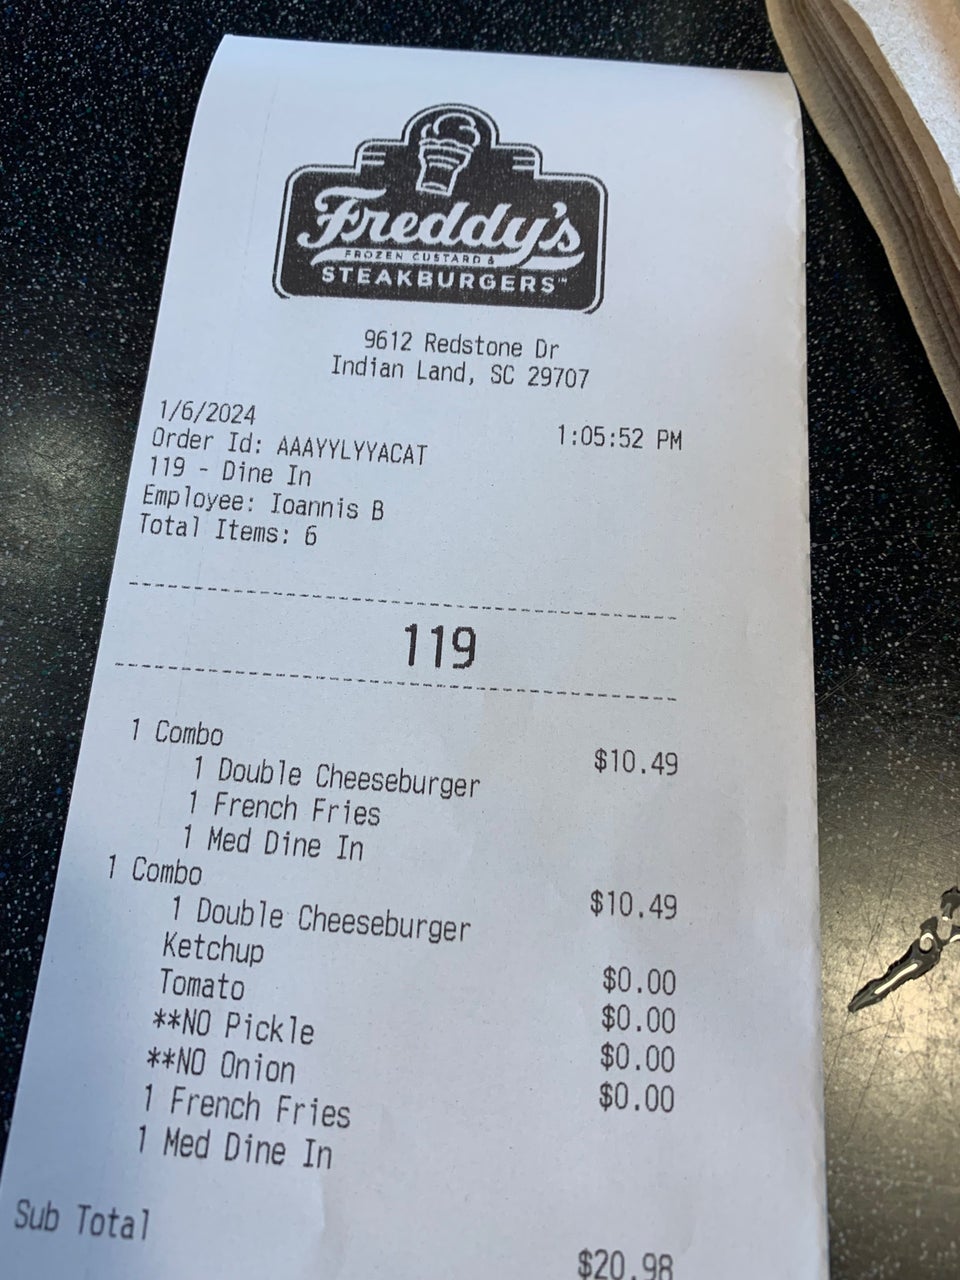 Freddy's
FROZEN CUSTARD &
STEAKBURGERS™
9612 Redstone Dr
Indian Land, SC 29707
1/6/2024 1:05:52 PM
Order Id: AAAYYLYYACAT
119 - Dine In
Employee: Ioannis B
Total Items: 6
119
1 Combo $10.49
1 Double Cheeseburger
1 French Fries
1 Med Dine In
1 Combo $10.49
1 Double Cheeseburger
Ketchup $0.00
Tomato $0.00
**NO Pickle $0.00
**NO Onion $0.00
1 French Fries
1 Med Dine In
Sub Total $20.98